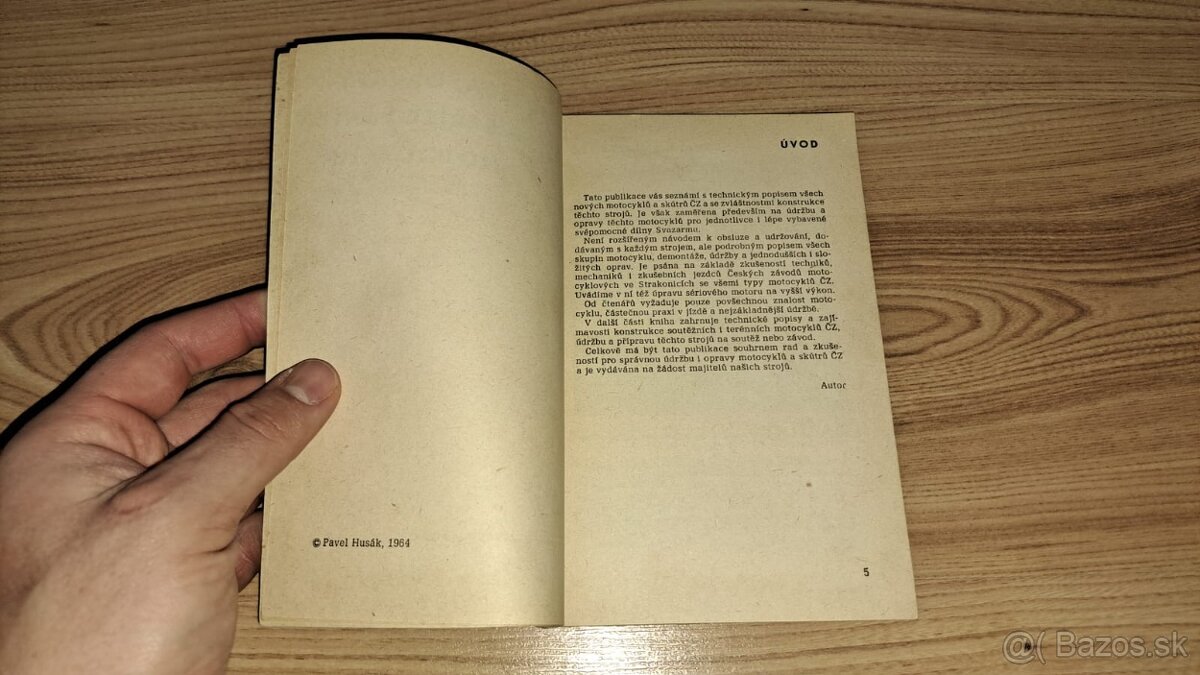 © Pavel Husák, 1964
ÚVOD
Tato publikace vás seznámí s technickým popisem všech
nových motocyklů a skútrů ČZ a se zvláštnostmi konstrukce
těchto strojů. Je však zaměřena především na údržbu a
opravy těchto motocyklů pro jednotlivce i lépe vybavené
svépomocné dílny Svazarmu.
Není rozšířeným návodem k obsluze a udržování, do-
dávaným s každým strojem, ale podrobným popisem všech
skupin motocyklu, demontáže, údržby a jednodušších i slo-
žitých oprav. Je psána na základě zkušeností techniků,
mechaniků i zkušebních jezdců Českých závodů moto-
cyklových ve Strakonicích se všemi typy motocyklů ČZ.
Uvádíme v ní též úpravu sériového motoru na vyšší výkon.
Od čtenářů vyžaduje pouze povšechnou znalost moto-
cyklu, částečnou praxi v jízdě a nejzákladnější údržbě.
V další části kniha zahrnuje technické popisy a zají-
mavosti konstrukce soutěžních i terénních motocyklů ČZ,
údržbu a přípravu těchto strojů na soutěž nebo závod.
Celkově má být tato publikace souhrnem rad a zkuše-
ností pro správnou údržbu i opravy motocyklů a skútrů ČZ
a je vydávána na žádost majitelů našich strojů.
Autor
5
@( Bazos.sk